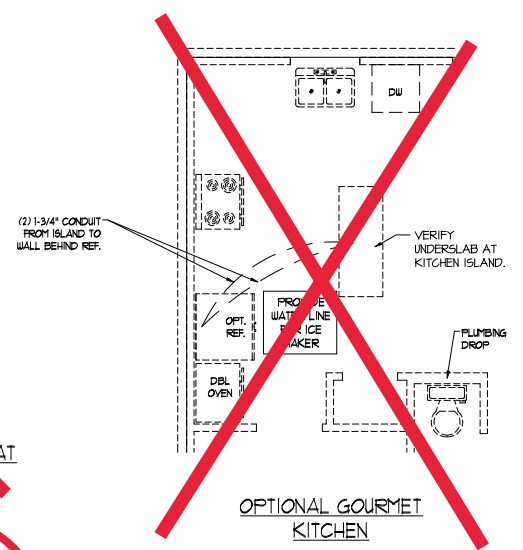 DW
(2) 1-3/4" CONDUIT
FROM ISLAND TO
WALL BEHIND REF.
VERIFY
UNDERSLAB AT
KITCHEN ISLAND.
OPT.
REF.
PROVIDE
WATER LINE
FOR ICE
MAKER
PLUMBING
DROP
DBL
OVEN
AT
OPTIONAL GOURMET
KITCHEN